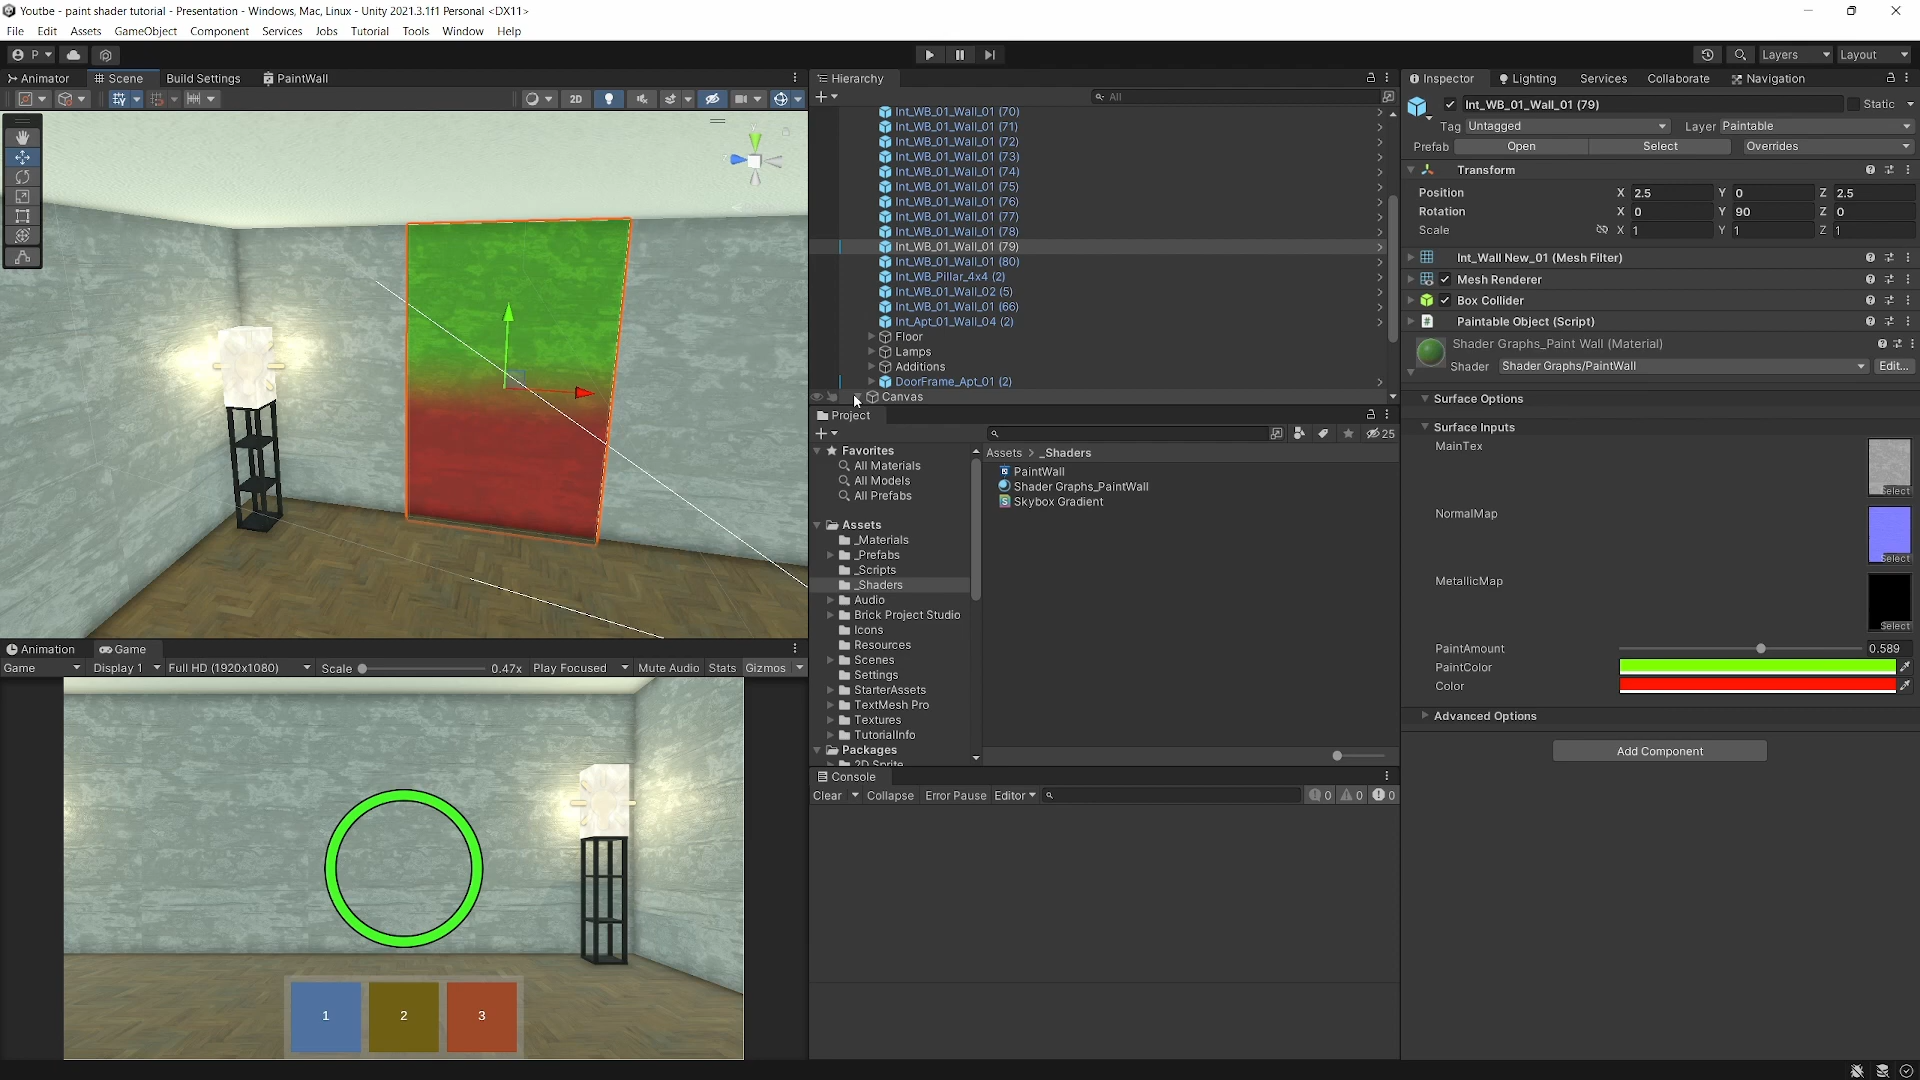 Youtbe - paint shader tutorial - Presentation - Windows, Mac, Linux - Unity 2021.3.1f1 Personal <DX11>
File Edit Assets GameObject Component Services Jobs Tutorial Tools Window Help
P Layers Layout
Animator Scene Build Settings PaintWall
2D
Hierarchy
All
Int_WB_01_Wall_01 (70)
Int_WB_01_Wall_01 (71)
Int_WB_01_Wall_01 (72)
Int_WB_01_Wall_01 (73)
Int_WB_01_Wall_01 (74)
Int_WB_01_Wall_01 (75)
Int_WB_01_Wall_01 (76)
Int_WB_01_Wall_01 (77)
Int_WB_01_Wall_01 (78)
Int_WB_01_Wall_01 (79)
Int_WB_01_Wall_01 (80)
Int_WB_Pillar_4x4 (2)
Int_WB_01_Wall_02 (5)
Int_WB_01_Wall_01 (66)
Int_Apt_01_Wall_04 (2)
Floor
Lamps
Additions
DoorFrame_Apt_01 (2)
Canvas
Animation Game
Game Display 1 Full HD (1920x1080) Scale 0.47x Play Focused Mute Audio Stats Gizmos
1 2 3
Project
25
Favorites
All Materials
All Models
All Prefabs
Assets
_Materials
_Prefabs
_Scripts
_Shaders
Audio
Brick Project Studio
Icons
Resources
Scenes
Settings
StarterAssets
TextMesh Pro
Textures
TutorialInfo
Packages
2D Sprite
Assets > _Shaders
PaintWall
Shader Graphs_PaintWall
Skybox Gradient
Console
Clear Collapse Error Pause Editor 0 0 0
Inspector Lighting Services Collaborate Navigation
Int_WB_01_Wall_01 (79) Static
Tag Untagged Layer Paintable
Prefab Open Select Overrides
Transform
Position X 2.5 Y 0 Z 2.5
Rotation X 0 Y 90 Z 0
Scale X 1 Y 1 Z 1
Int_Wall New_01 (Mesh Filter)
Mesh Renderer
Box Collider
Paintable Object (Script)
Shader Graphs_Paint Wall (Material)
Shader Shader Graphs/PaintWall Edit...
Surface Options
Surface Inputs
MainTex
Select
NormalMap
Select
MetallicMap
Select
PaintAmount 0.589
PaintColor
Color
Advanced Options
Add Component